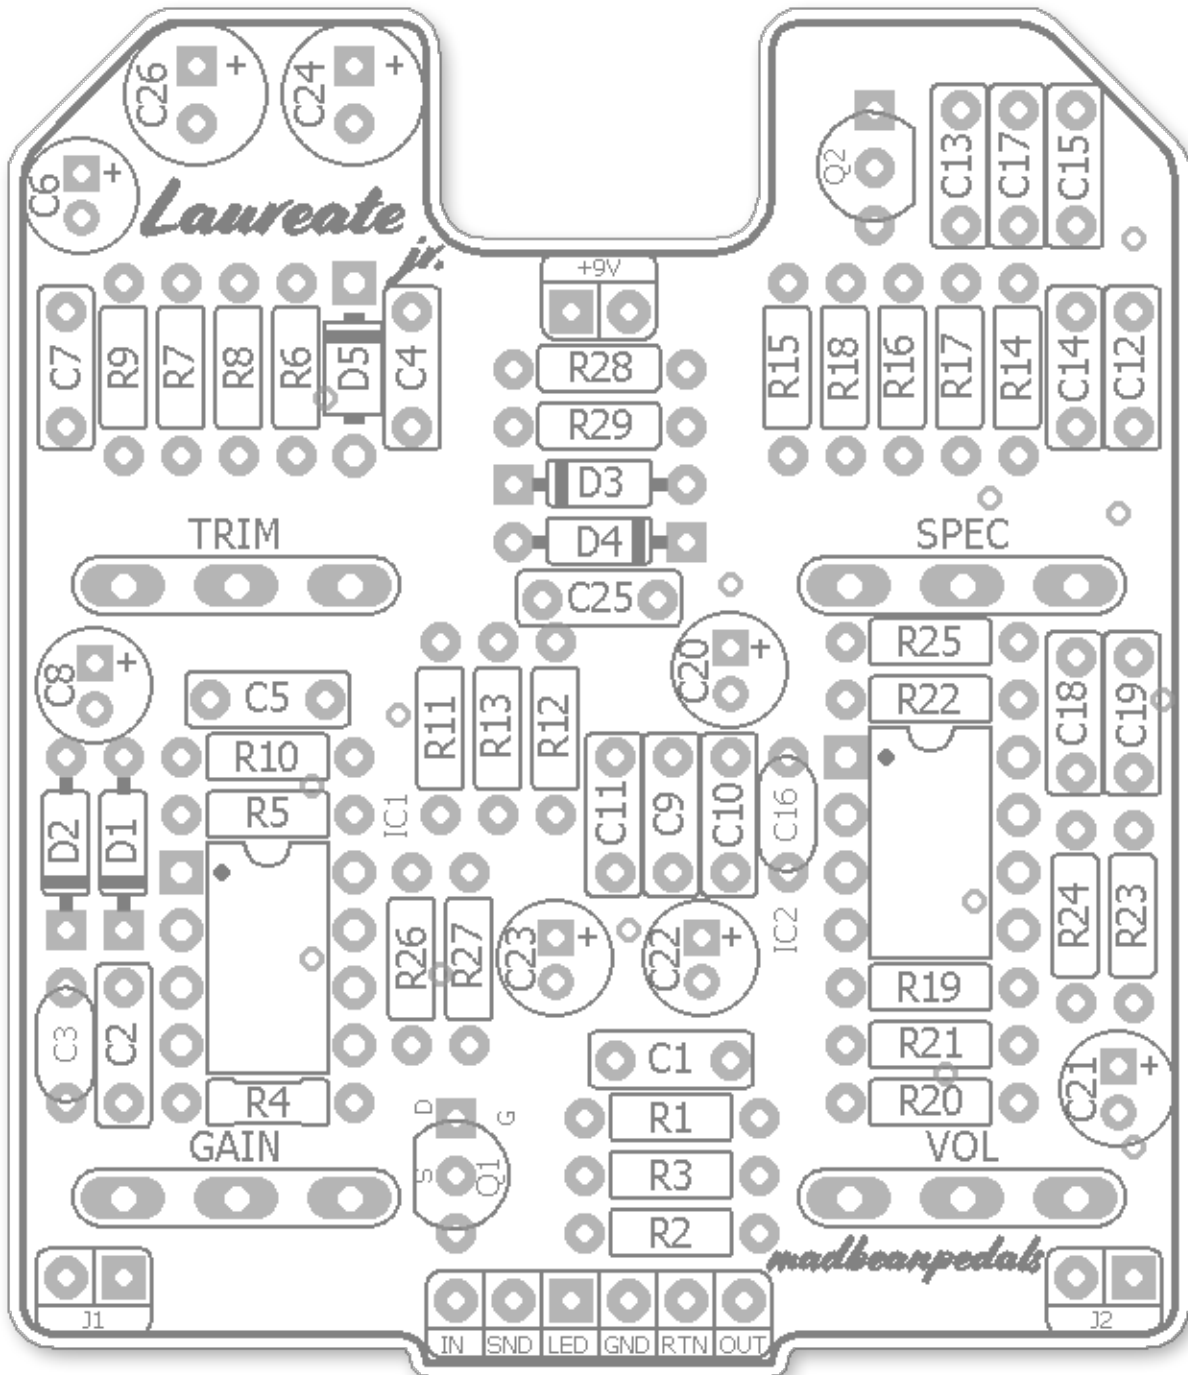 C26 + C24 +
C6 +
Laureate
jr.
Q2 C13 C17 C15
+9V
C7 R9 R7 R8 R6 D5 C4
R28
R29
D3
D4
C25
R15 R18 R16 R17 R14 C14 C12
TRIM
SPEC
C8 +
C5
R10
R5
IC1
R11 R13 R12
C20 +
R25
R22
C18 C19
D2 D1
C11 C9 C10 C16
R26 R27
C23 +
C22 +
IC2
R24 R23
C3 C2
R4
R19
R21
R20
C21 +
C1
R1
R3
R2
GAIN
VOL
D G
S Q1
madbeanpedals
J1
J2
IN SND LED GND RTN OUT